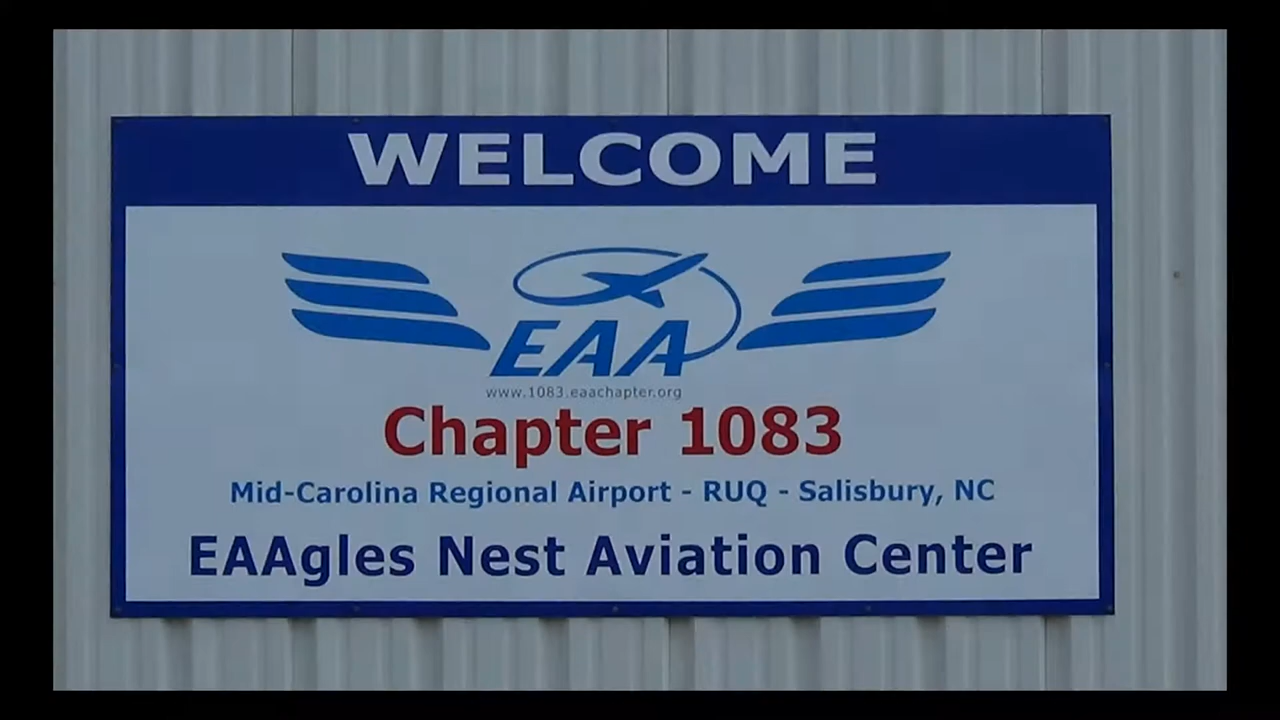 WELCOME
EAA
www.1083.eaachapter.org
Chapter 1083
Mid-Carolina Regional Airport - RUQ - Salisbury, NC
EAAgles Nest Aviation Center